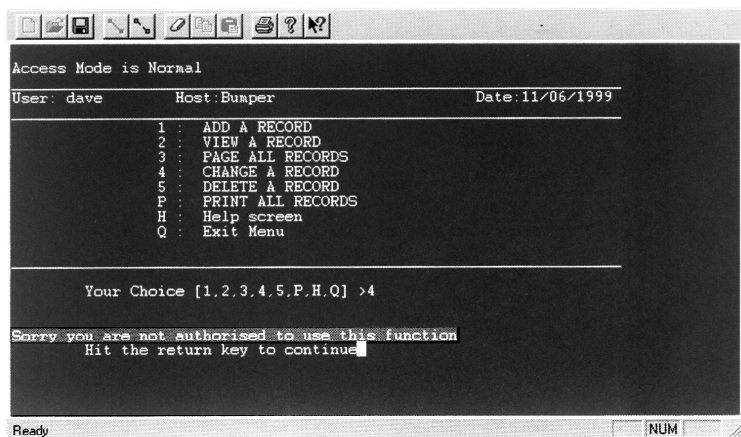 Access Mode is Normal
User: dave Host:Bumper Date:11/06/1999
1 : ADD A RECORD
2 : VIEW A RECORD
3 : PAGE ALL RECORDS
4 : CHANGE A RECORD
5 : DELETE A RECORD
P : PRINT ALL RECORDS
H : Help screen
Q : Exit Menu
Your Choice [1,2,3,4,5,P,H,Q] >4
Sorry you are not authorised to use this function
Hit the return key to continue
Ready NUM